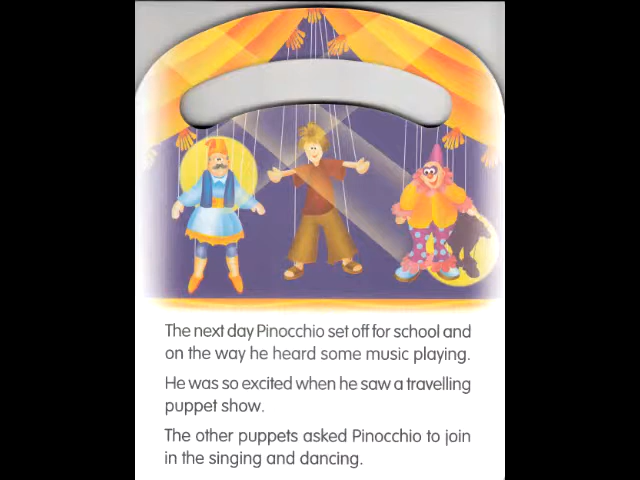 The next day Pinocchio set off for school and
on the way he heard some music playing.
He was so excited when he saw a travelling
puppet show.
The other puppets asked Pinocchio to join
in the singing and dancing.